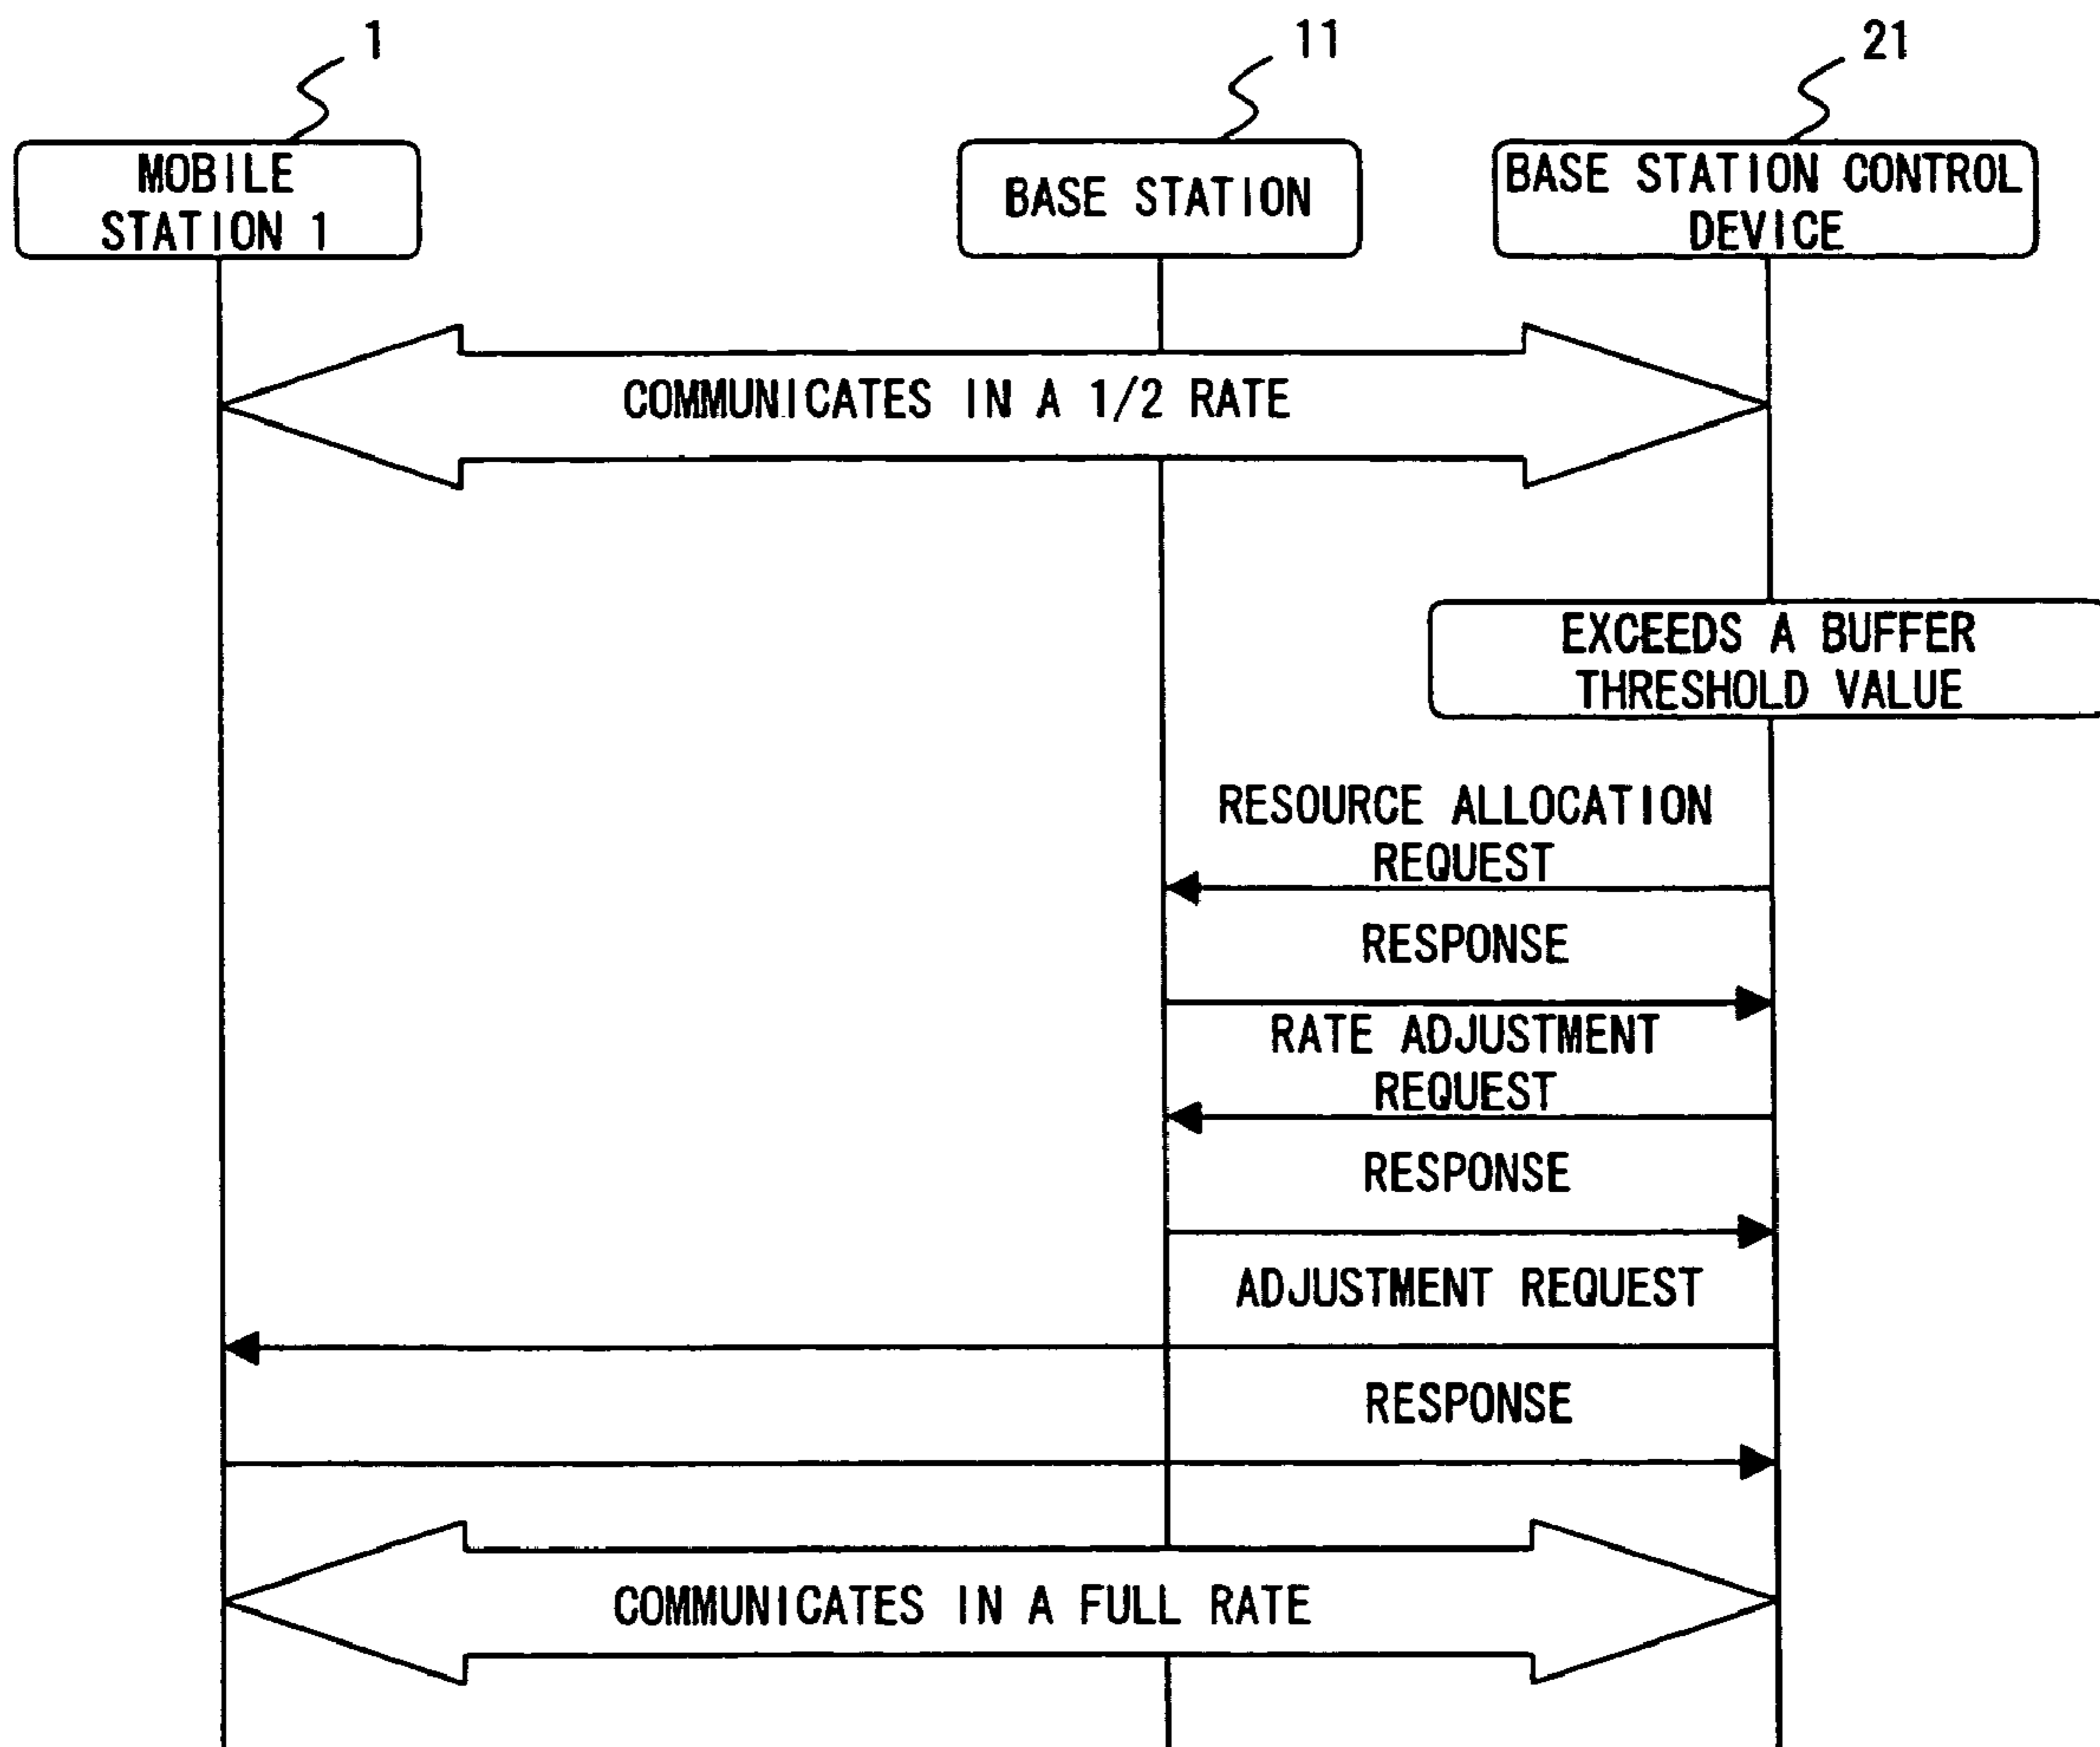 1
11
21
MOBILE
STATION 1
BASE STATION
BASE STATION CONTROL
DEVICE
COMMUNICATES IN A 1/2 RATE
EXCEEDS A BUFFER
THRESHOLD VALUE
RESOURCE ALLOCATION
REQUEST
RESPONSE
RATE ADJUSTMENT
REQUEST
RESPONSE
ADJUSTMENT REQUEST
RESPONSE
COMMUNICATES IN A FULL RATE